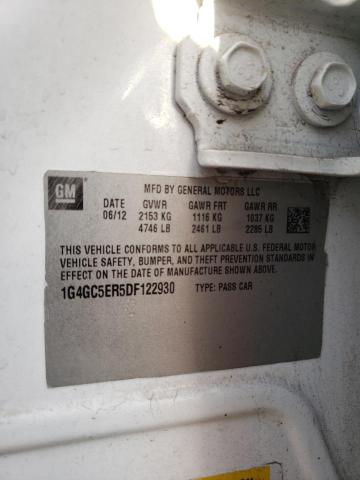 GM
MFD BY GENERAL MOTORS LLC
DATE GVWR GAWR FRT GAWR RR
06/12 2153 KG 1116 KG 1037 KG
4746 LB 2461 LB 2285 LB
THIS VEHICLE CONFORMS TO ALL APPLICABLE U.S. FEDERAL MOTOR
VEHICLE SAFETY, BUMPER, AND THEFT PREVENTION STANDARDS
IN EFFECT ON THE DATE OF MANUFACTURE SHOWN ABOVE.
1G4GC5ER5DF122930 TYPE: PASS CAR